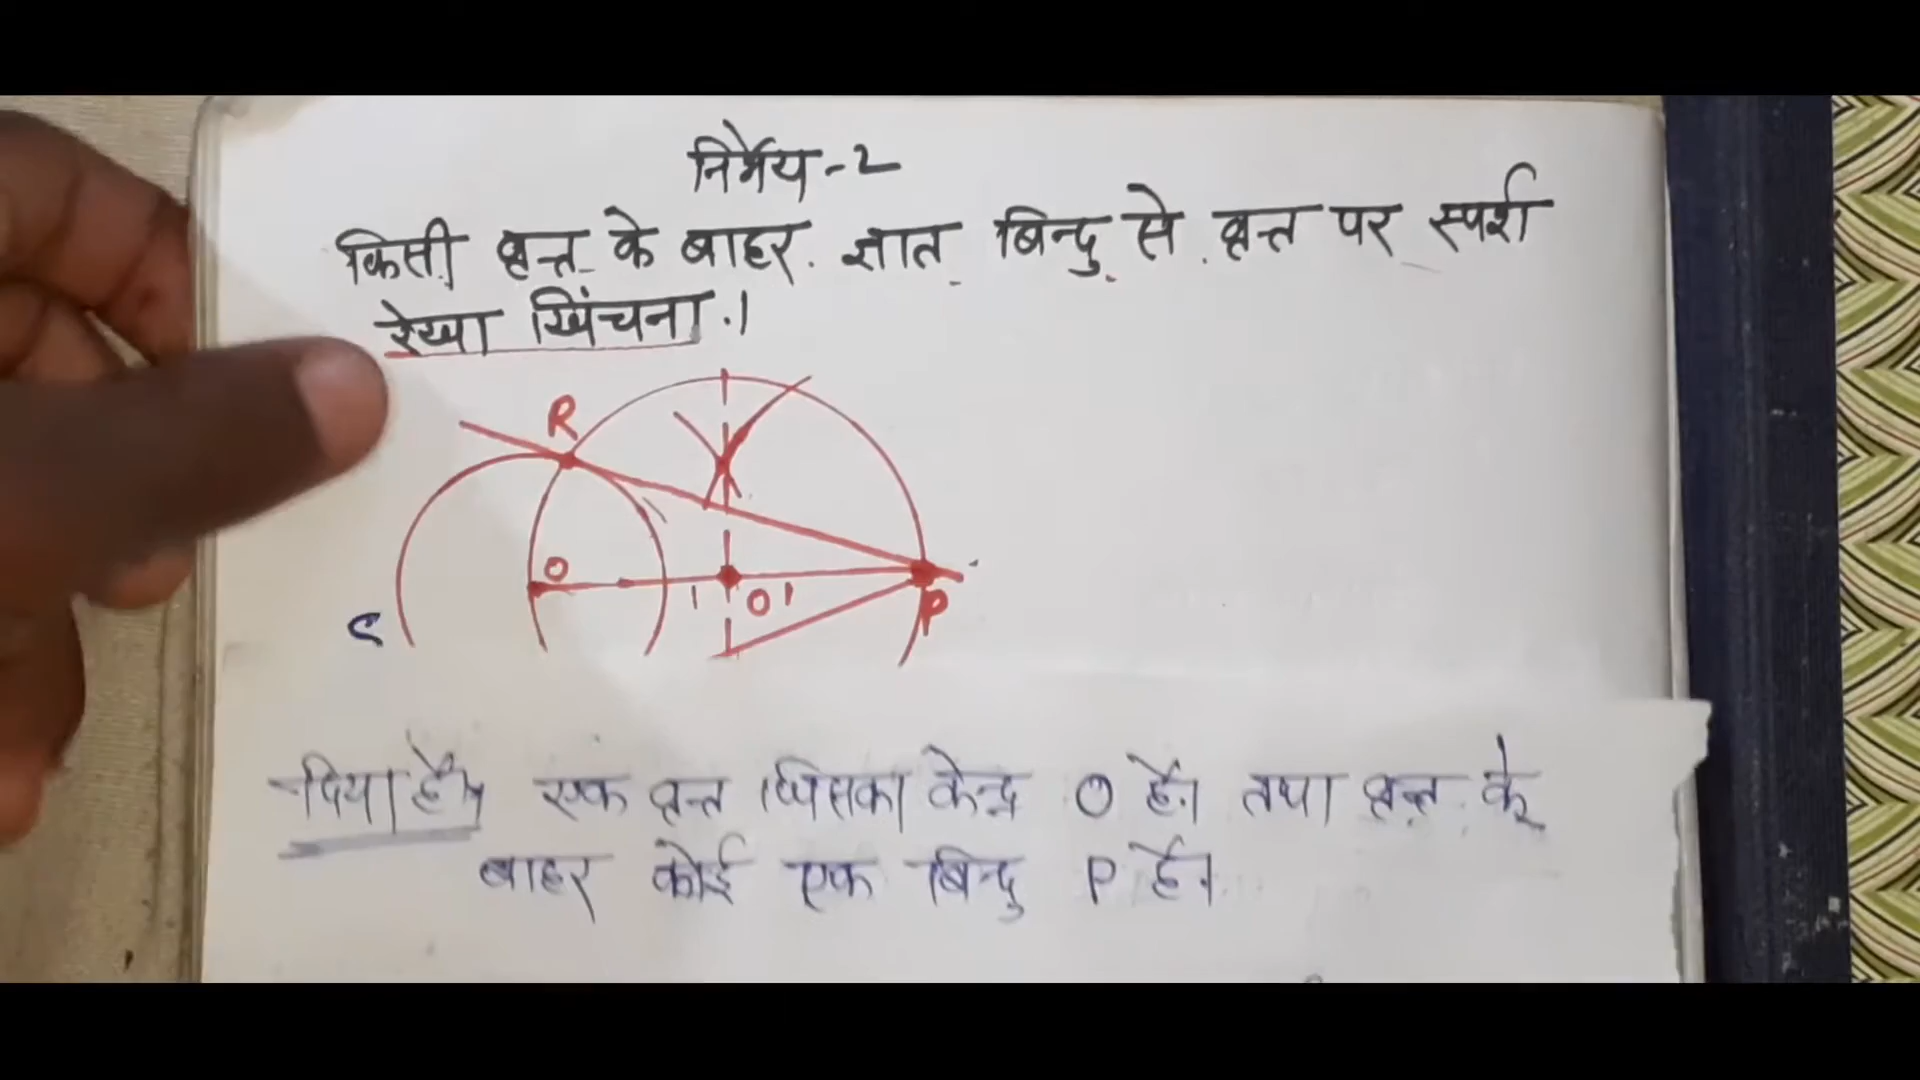 निर्मेय-2
किसी वृत्त के बाहर ज्ञात बिन्दु से वृत्त पर स्पर्श
रेखा खिंचना.।
R
O
O'
P
C
दिया है एक वृत्त जिसका केन्द्र O है। तथा वृत्त के
बाहर कोई एक बिन्दु P है।